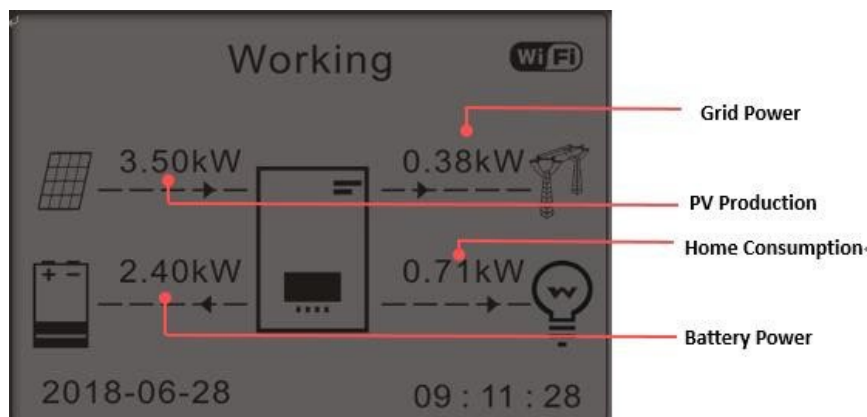 Working
WiFi
Grid Power
3.50kW
0.38kW
PV Production
Home Consumption
2.40kW
0.71kW
Battery Power
2018-06-28
09 : 11 : 28